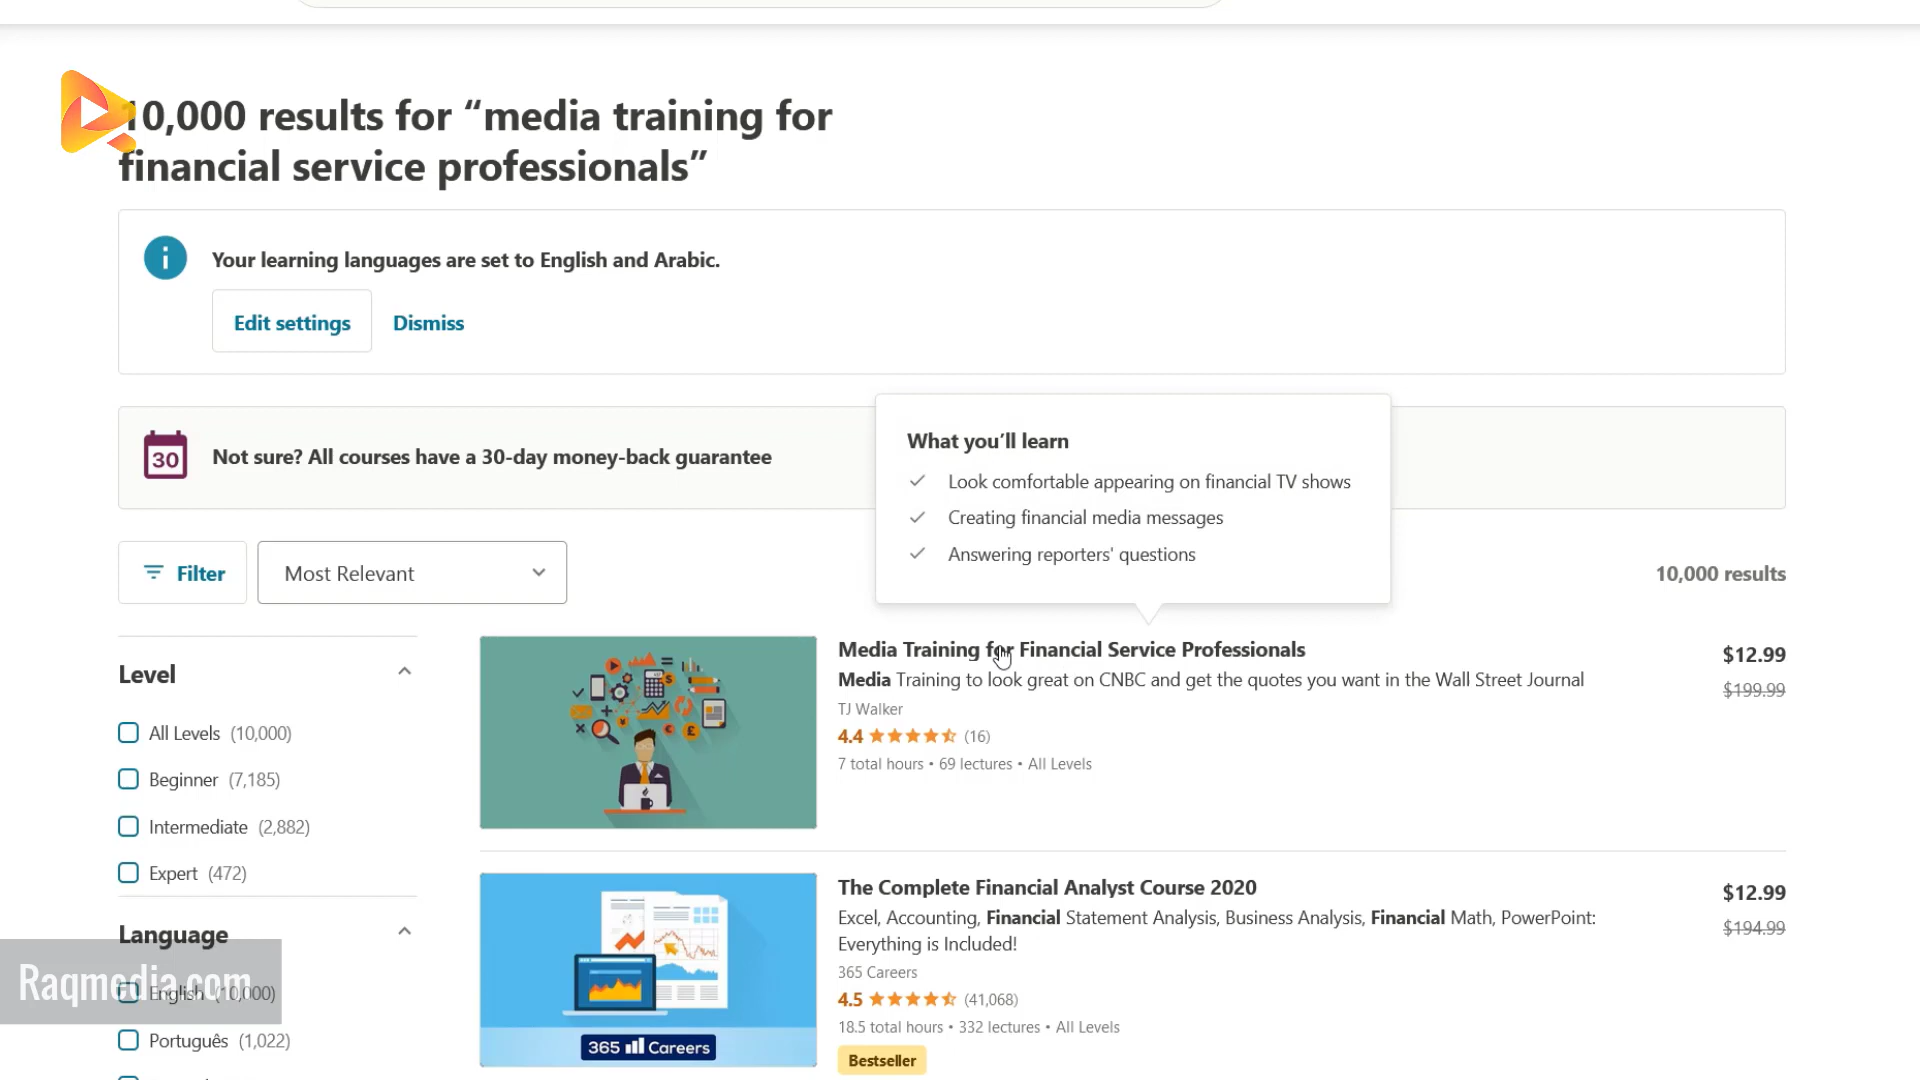 10,000 results for “media training for
financial service professionals”
Your learning languages are set to English and Arabic.
Edit settings
Dismiss
30
Not sure? All courses have a 30-day money-back guarantee
What you’ll learn
Look comfortable appearing on financial TV shows
Creating financial media messages
Answering reporters' questions
Filter
Most Relevant
10,000 results
Level
All Levels (10,000)
Beginner (7,185)
Intermediate (2,882)
Expert (472)
Language
English (10,000)
Português (1,022)
Raqmedia.com
Media Training for Financial Service Professionals
Media Training to look great on CNBC and get the quotes you want in the Wall Street Journal
TJ Walker
4.4 (16)
7 total hours • 69 lectures • All Levels
$12.99
$199.99
365 Careers
The Complete Financial Analyst Course 2020
Excel, Accounting, Financial Statement Analysis, Business Analysis, Financial Math, PowerPoint:
Everything is Included!
365 Careers
4.5 (41,068)
18.5 total hours • 332 lectures • All Levels
Bestseller
$12.99
$194.99